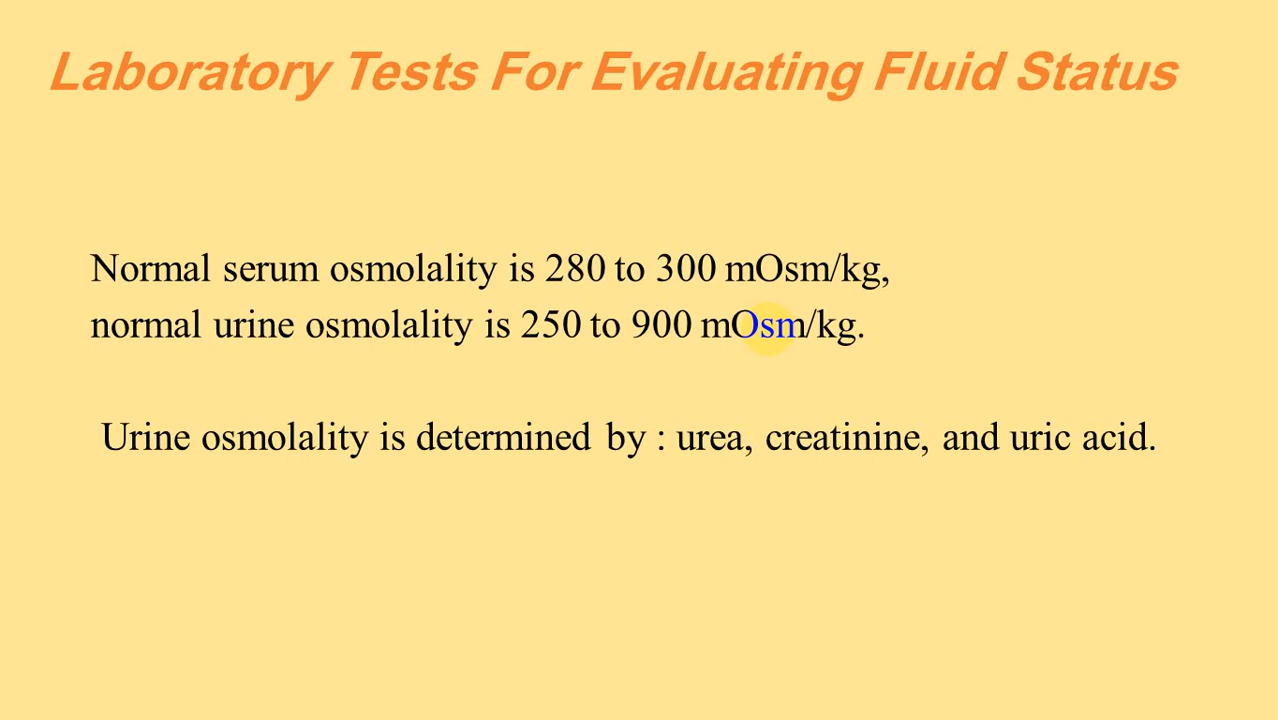 Laboratory Tests For Evaluating Fluid Status
Normal serum osmolality is 280 to 300 mOsm/kg,
normal urine osmolality is 250 to 900 mOsm/kg.
Urine osmolality is determined by : urea, creatinine, and uric acid.